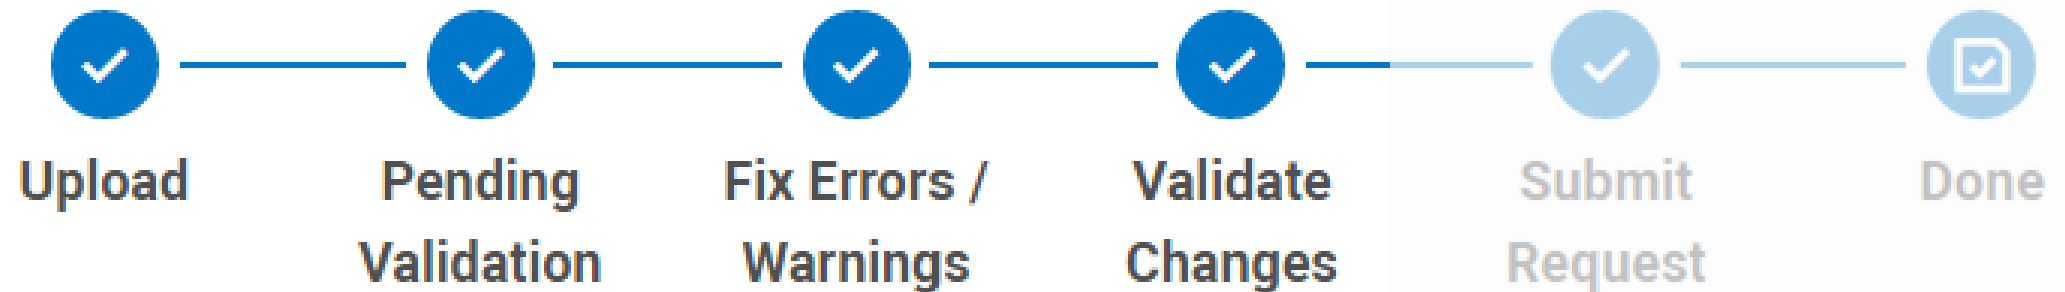 Upload
Pending
Validation
Fix Errors /
Warnings
Validate
Changes
Submit
Request
Done